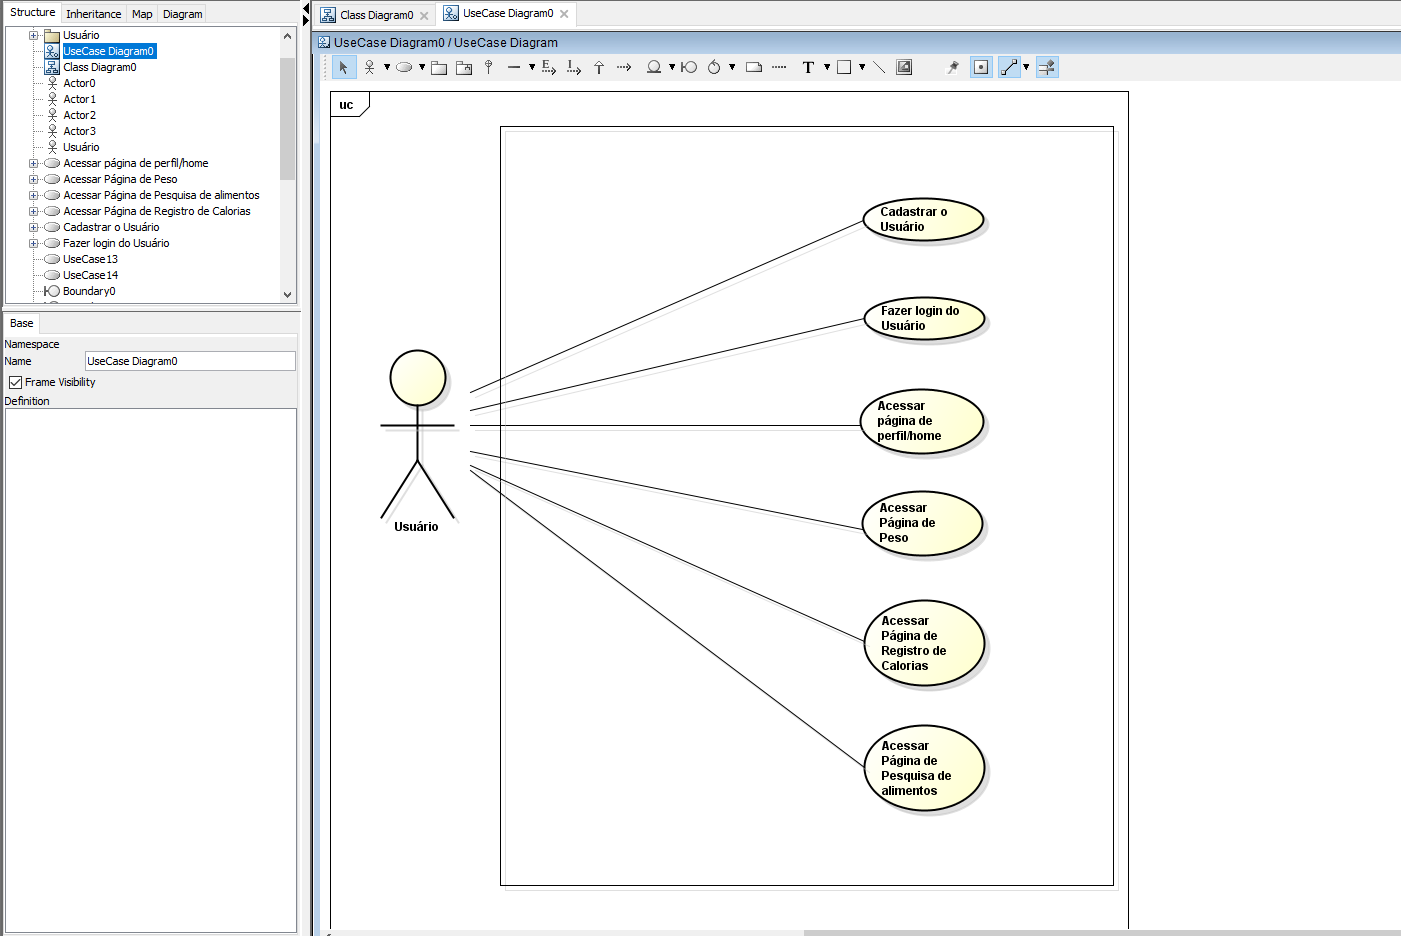 Structure Inheritance Map Diagram
Usuário
UseCase Diagram0
Class Diagram0
Actor0
Actor1
Actor2
Actor3
Usuário
Acessar página de perfil/home
Acessar Página de Peso
Acessar Página de Pesquisa de alimentos
Acessar Página de Registro de Calorias
Cadastrar o Usuário
Fazer login do Usuário
UseCase13
UseCase14
Boundary0
Base
Namespace
Name UseCase Diagram0
Frame Visibility
Definition
Class Diagram0 UseCase Diagram0
UseCase Diagram0 / UseCase Diagram
E I T
uc
Cadastrar o
Usuário
Fazer login do
Usuário
Acessar
página de
perfil/home
Acessar
Página de
Peso
Acessar
Página de
Registro de
Calorias
Acessar
Página de
Pesquisa de
alimentos
Usuário